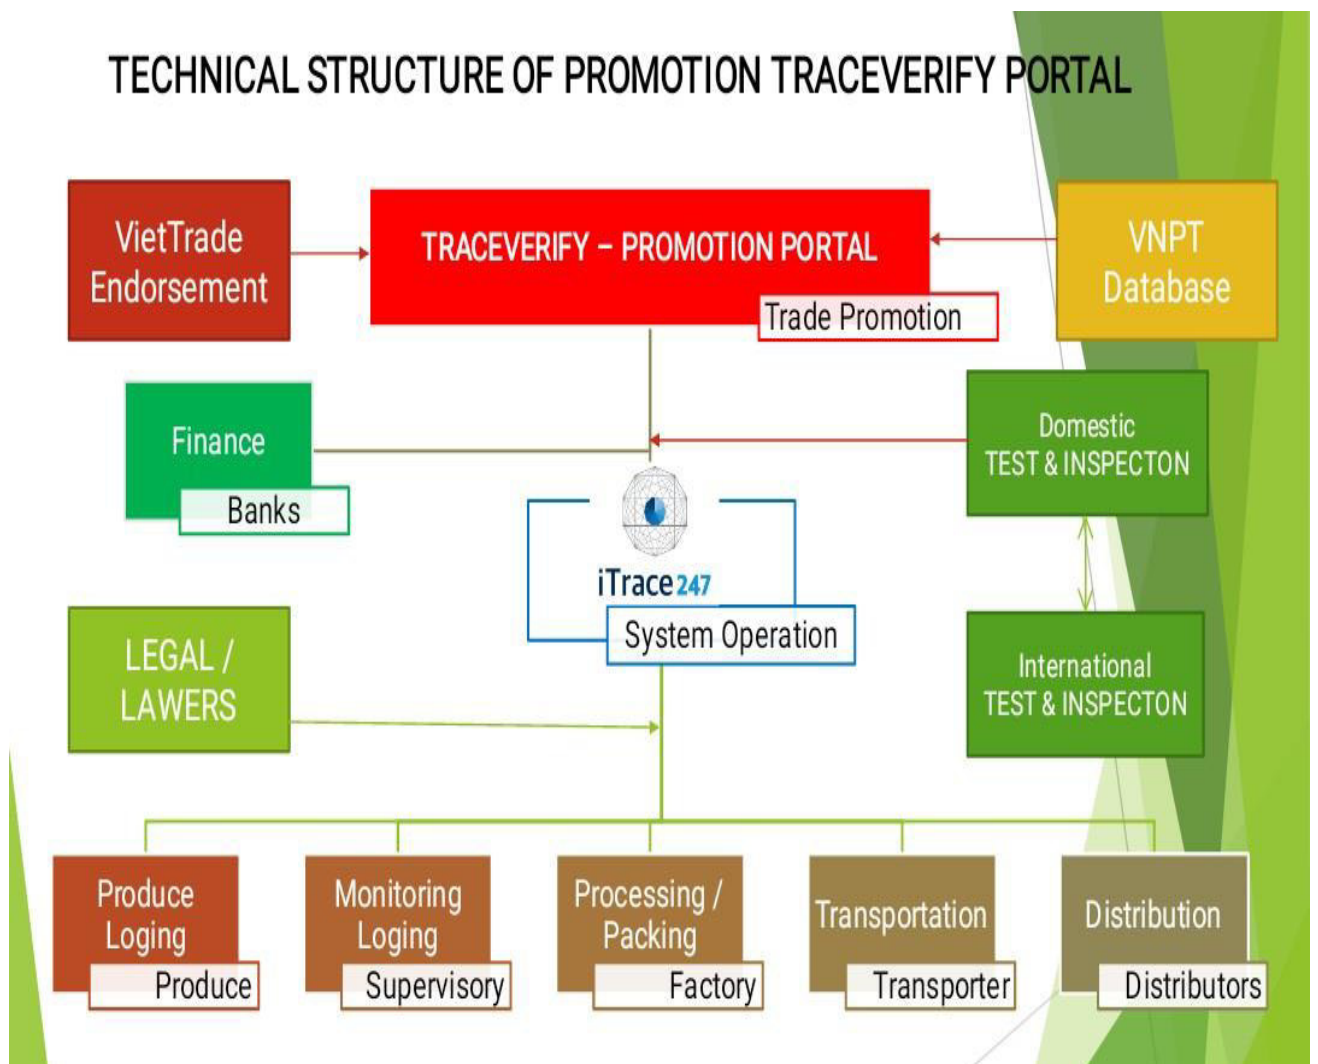 TECHNICAL STRUCTURE OF PROMOTION TRACEVERIFY PORTAL
VietTrade
Endorsement
TRACEVERIFY – PROMOTION PORTAL
Trade Promotion
VNPT
Database
Finance
Banks
Domestic
TEST & INSPECTON
iTrace247
System Operation
LEGAL /
LAWERS
International
TEST & INSPECTON
Produce
Loging
Produce
Monitoring
Loging
Supervisory
Processing /
Packing
Factory
Transportation
Transporter
Distribution
Distributors